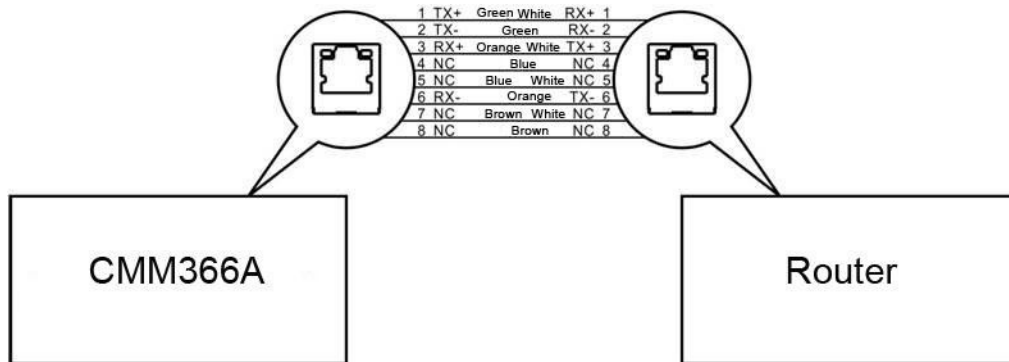 1 TX+ Green White RX+ 1
2 TX- Green RX- 2
3 RX+ Orange White TX+ 3
4 NC Blue NC 4
5 NC Blue White NC 5
6 RX- Orange TX- 6
7 NC Brown White NC 7
8 NC Brown NC 8
CMM366A Router